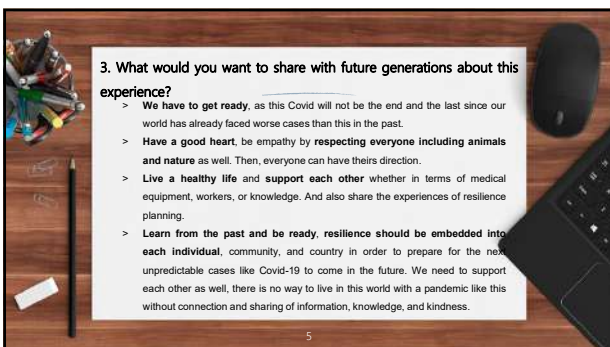 3. What would you want to share with future generations about this
experience?
> We have to get ready, as this Covid will not be the end and the last since our
world has already faced worse cases than this in the past.
> Have a good heart, be empathy by respecting everyone including animals
and nature as well. Then, everyone can have theirs direction.
> Live a healthy life and support each other whether in terms of medical
equipment, workers, or knowledge. And also share the experiences of resilience
planning.
> Learn from the past and be ready, resilience should be embedded into
each individual, community, and country in order to prepare for the next
unpredictable cases like Covid-19 to come in the future. We need to support
each other as well, there is no way to live in this world with a pandemic like this
without connection and sharing of information, knowledge, and kindness.
5